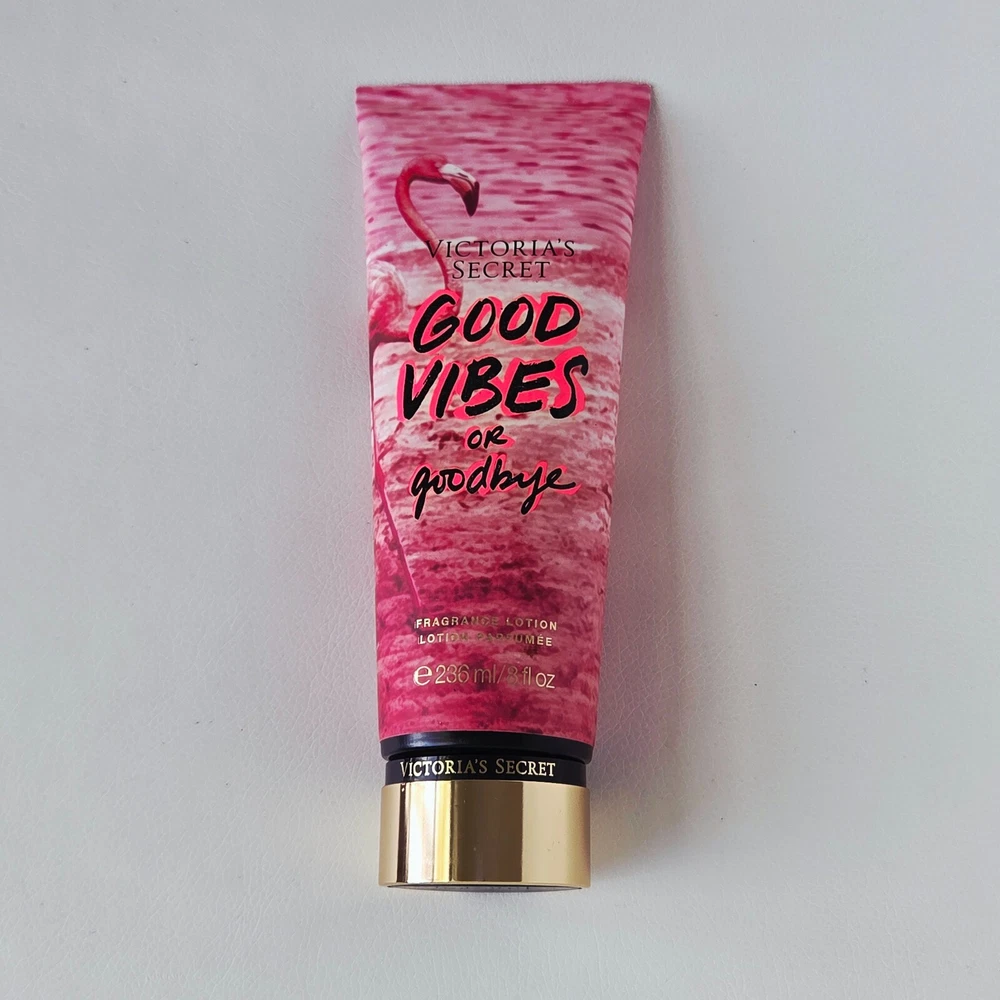 VICTORIA'S
SECRET
GOOD
VIBES
OR
goodbye
FRAGRANCE LOTION
LOTION PARFUMÉE
℮ 236 ml/8 fl oz
VICTORIA'S SECRET